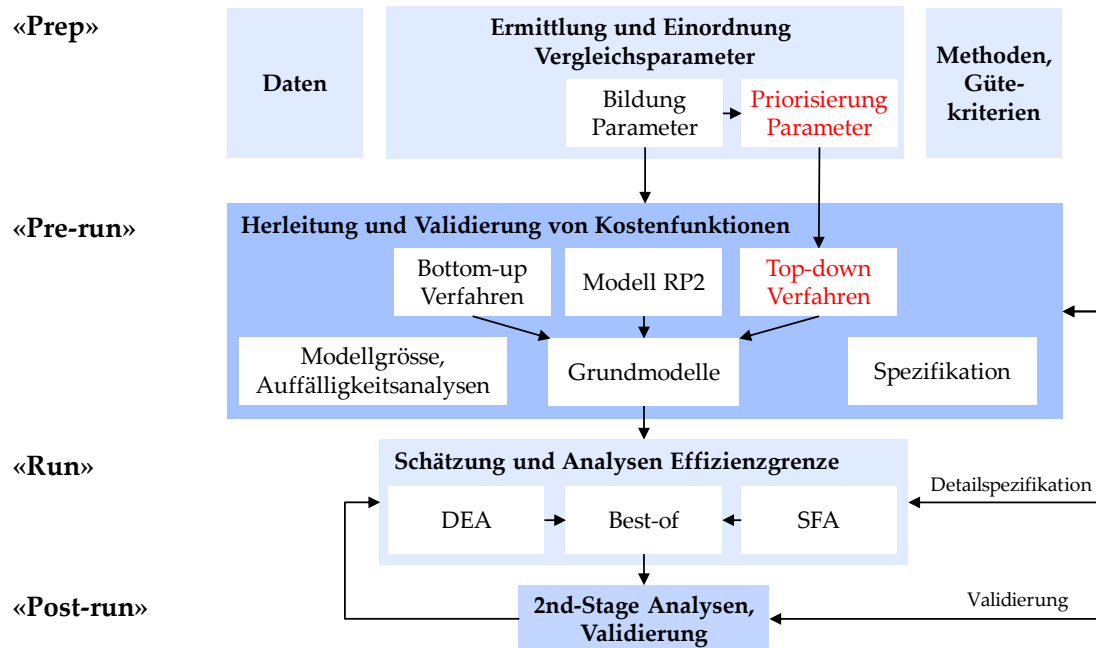 «Prep»
Daten
Ermittlung und Einordnung
Vergleichsparameter
Bildung
Parameter
Priorisierung
Parameter
Methoden,
Güte-
kriterien
«Pre-run»
Herleitung und Validierung von Kostenfunktionen
Bottom-up
Verfahren
Modell RP2
Top-down
Verfahren
Modellgrösse,
Auffälligkeitsanalysen
Grundmodelle
Spezifikation
«Run»
Schätzung und Analysen Effizienzgrenze
DEA
Best-of
SFA
Detailspezifikation
«Post-run»
2nd-Stage Analysen,
Validierung
Validierung